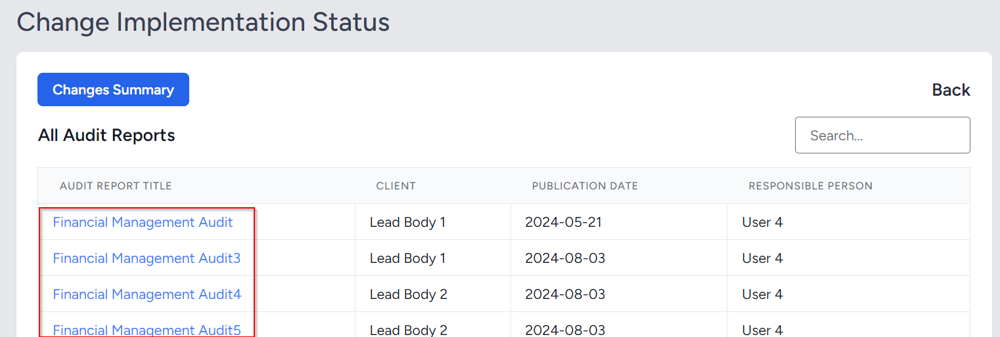 Change Implementation Status
Changes Summary
Back
All Audit Reports
Search...
AUDIT REPORT TITLE CLIENT PUBLICATION DATE RESPONSIBLE PERSON
Financial Management Audit Lead Body 1 2024-05-21 User 4
Financial Management Audit3 Lead Body 1 2024-08-03 User 4
Financial Management Audit4 Lead Body 2 2024-08-03 User 4
Financial Management Audit5 Lead Body 2 2024-08-03 User 4